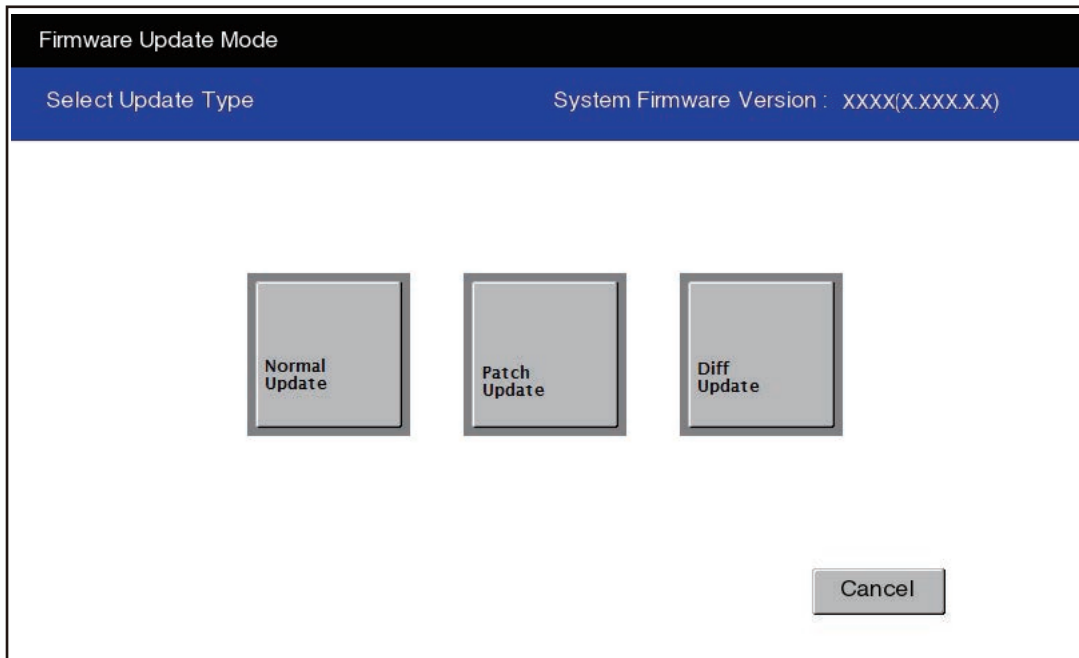 Firmware Update Mode
Select Update Type
System Firmware Version : XXXX(X.XXX.X.X)
Normal
Update
Patch
Update
Diff
Update
Cancel